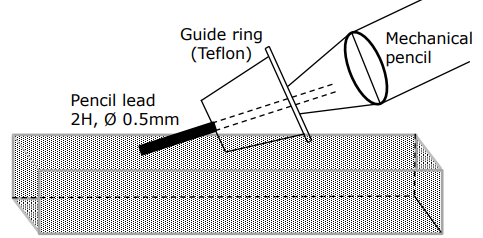 Guide ring
(Teflon)
Mechanical
pencil
Pencil lead
2H, Ø 0.5mm